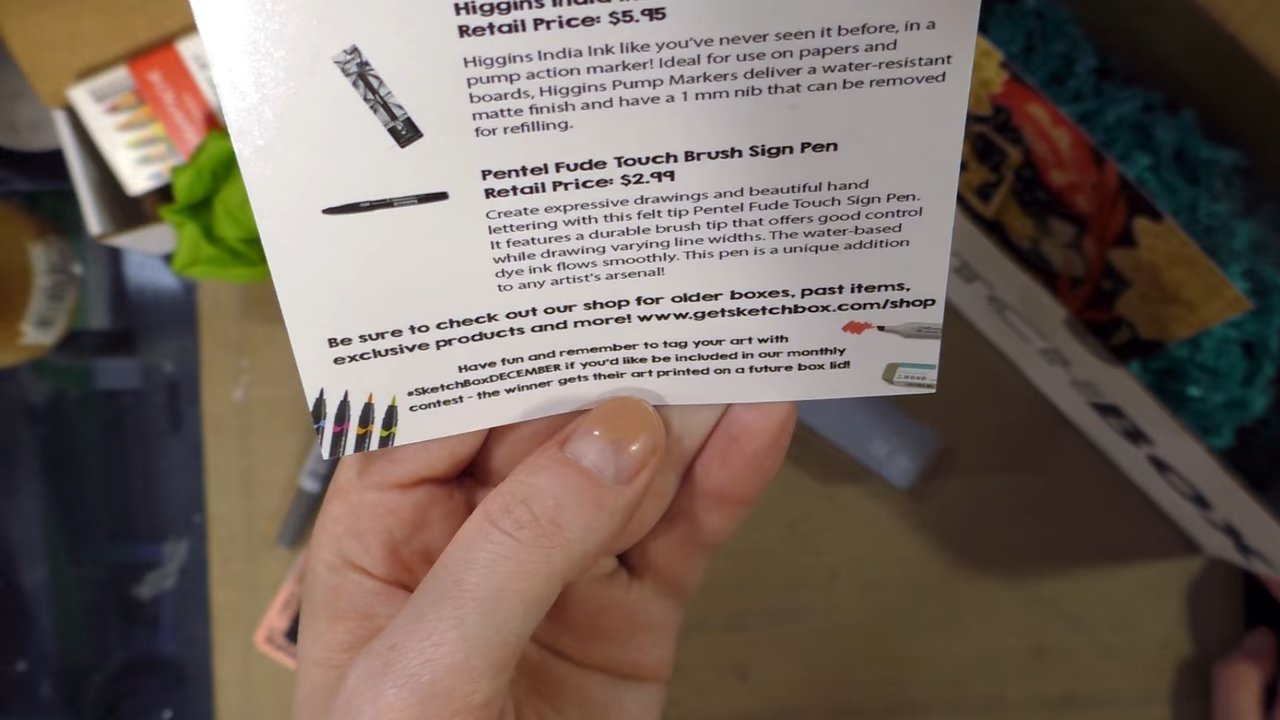 Higgins India
Retail Price: $5.95
Higgins India Ink like you've never seen it before, in a
pump action marker! Ideal for use on papers and
boards, Higgins Pump Markers deliver a water-resistant
matte finish and have a 1 mm nib that can be removed
for refilling.
Pentel Fude Touch Brush Sign Pen
Retail Price: $2.99
Create expressive drawings and beautiful hand
lettering with this felt tip Pentel Fude Touch Sign Pen.
It features a durable brush tip that offers good control
while drawing varying line widths. The water-based
dye ink flows smoothly. This pen is a unique addition
to any artist's arsenal!
Be sure to check out our shop for older boxes, past items,
exclusive products and more! www.getsketchbox.com/shop
Have fun and remember to tag your art with
#SketchBoxDECEMBER if you'd like be included in our monthly
contest - the winner gets their art printed on a future box lid!
TCHBOX